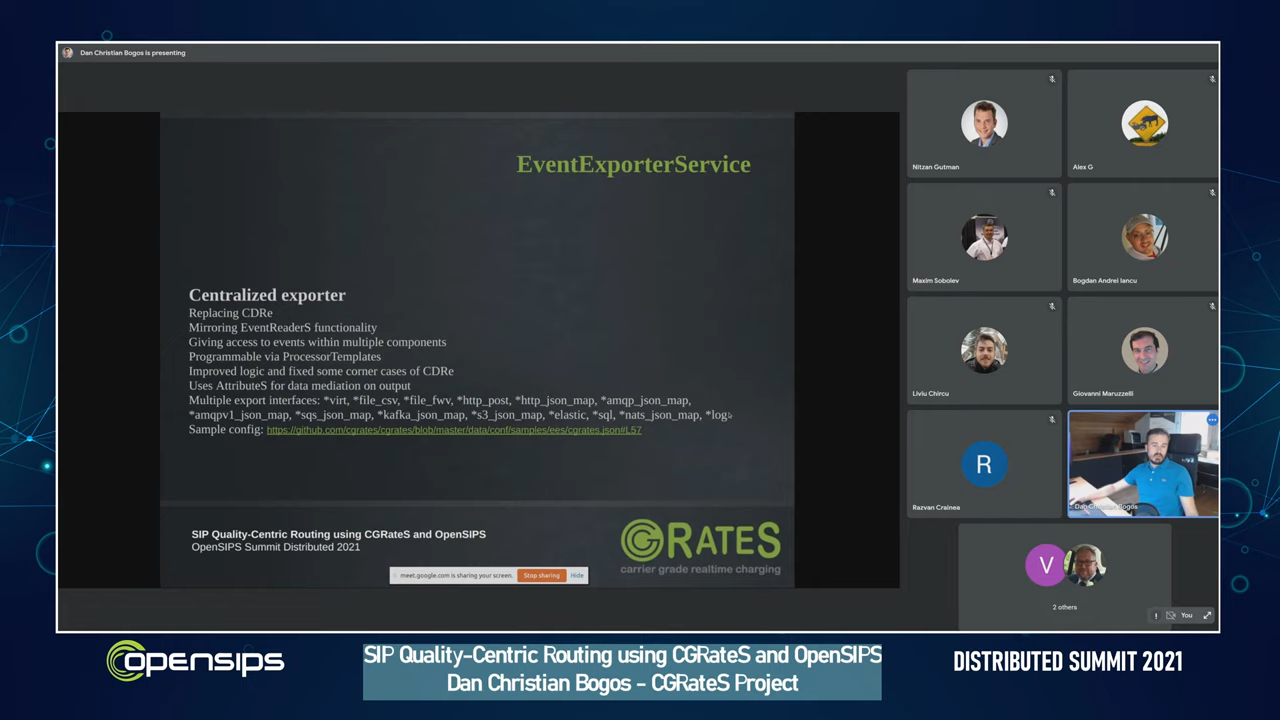 Dan Christian Bogos is presenting
EventExporterService
Centralized exporter
Replacing CDRe
Mirroring EventReaderS functionality
Giving access to events within multiple components
Programmable via ProcessorTemplates
Improved logic and fixed some corner cases of CDRe
Uses AttributeS for data mediation on output
Multiple export interfaces: *virt, *file_csv, *file_fwv, *http_post, *http_json_map, *amqp_json_map,
*amqpv1_json_map, *sqs_json_map, *kafka_json_map, *s3_json_map, *elastic, *sql, *nats_json_map, *log
Sample config: https://github.com/cgrates/cgrates/blob/master/data/conf/samples/ees/cgrates.json#L57
SIP Quality-Centric Routing using CGRateS and OpenSIPS
OpenSIPS Summit Distributed 2021
CGRATES
carrier grade realtime charging
meet.google.com is sharing your screen.
Stop sharing
Hide
Nitzan Gutman
Alex G
Maxim Sobolev
Bogdan Andrei Iancu
Liviu Chircu
Giovanni Maruzzelli
R
Razvan Crainea
Dan Christian Bogos
V
2 others
You
opensips
SIP Quality-Centric Routing using CGRateS and OpenSIPS
Dan Christian Bogos - CGRateS Project
DISTRIBUTED SUMMIT 2021